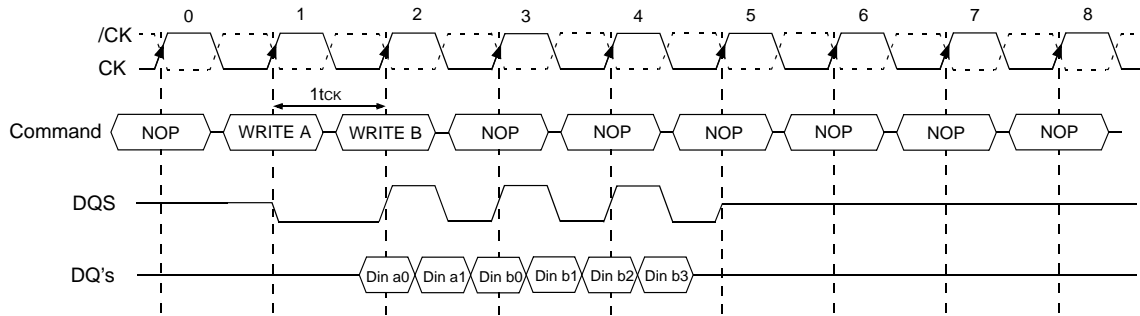 0 1 2 3 4 5 6 7 8
/CK
CK
1tCK
Command NOP WRITE A WRITE B NOP NOP NOP NOP NOP NOP
DQS
DQ's Din a0 Din a1 Din b0 Din b1 Din b2 Din b3